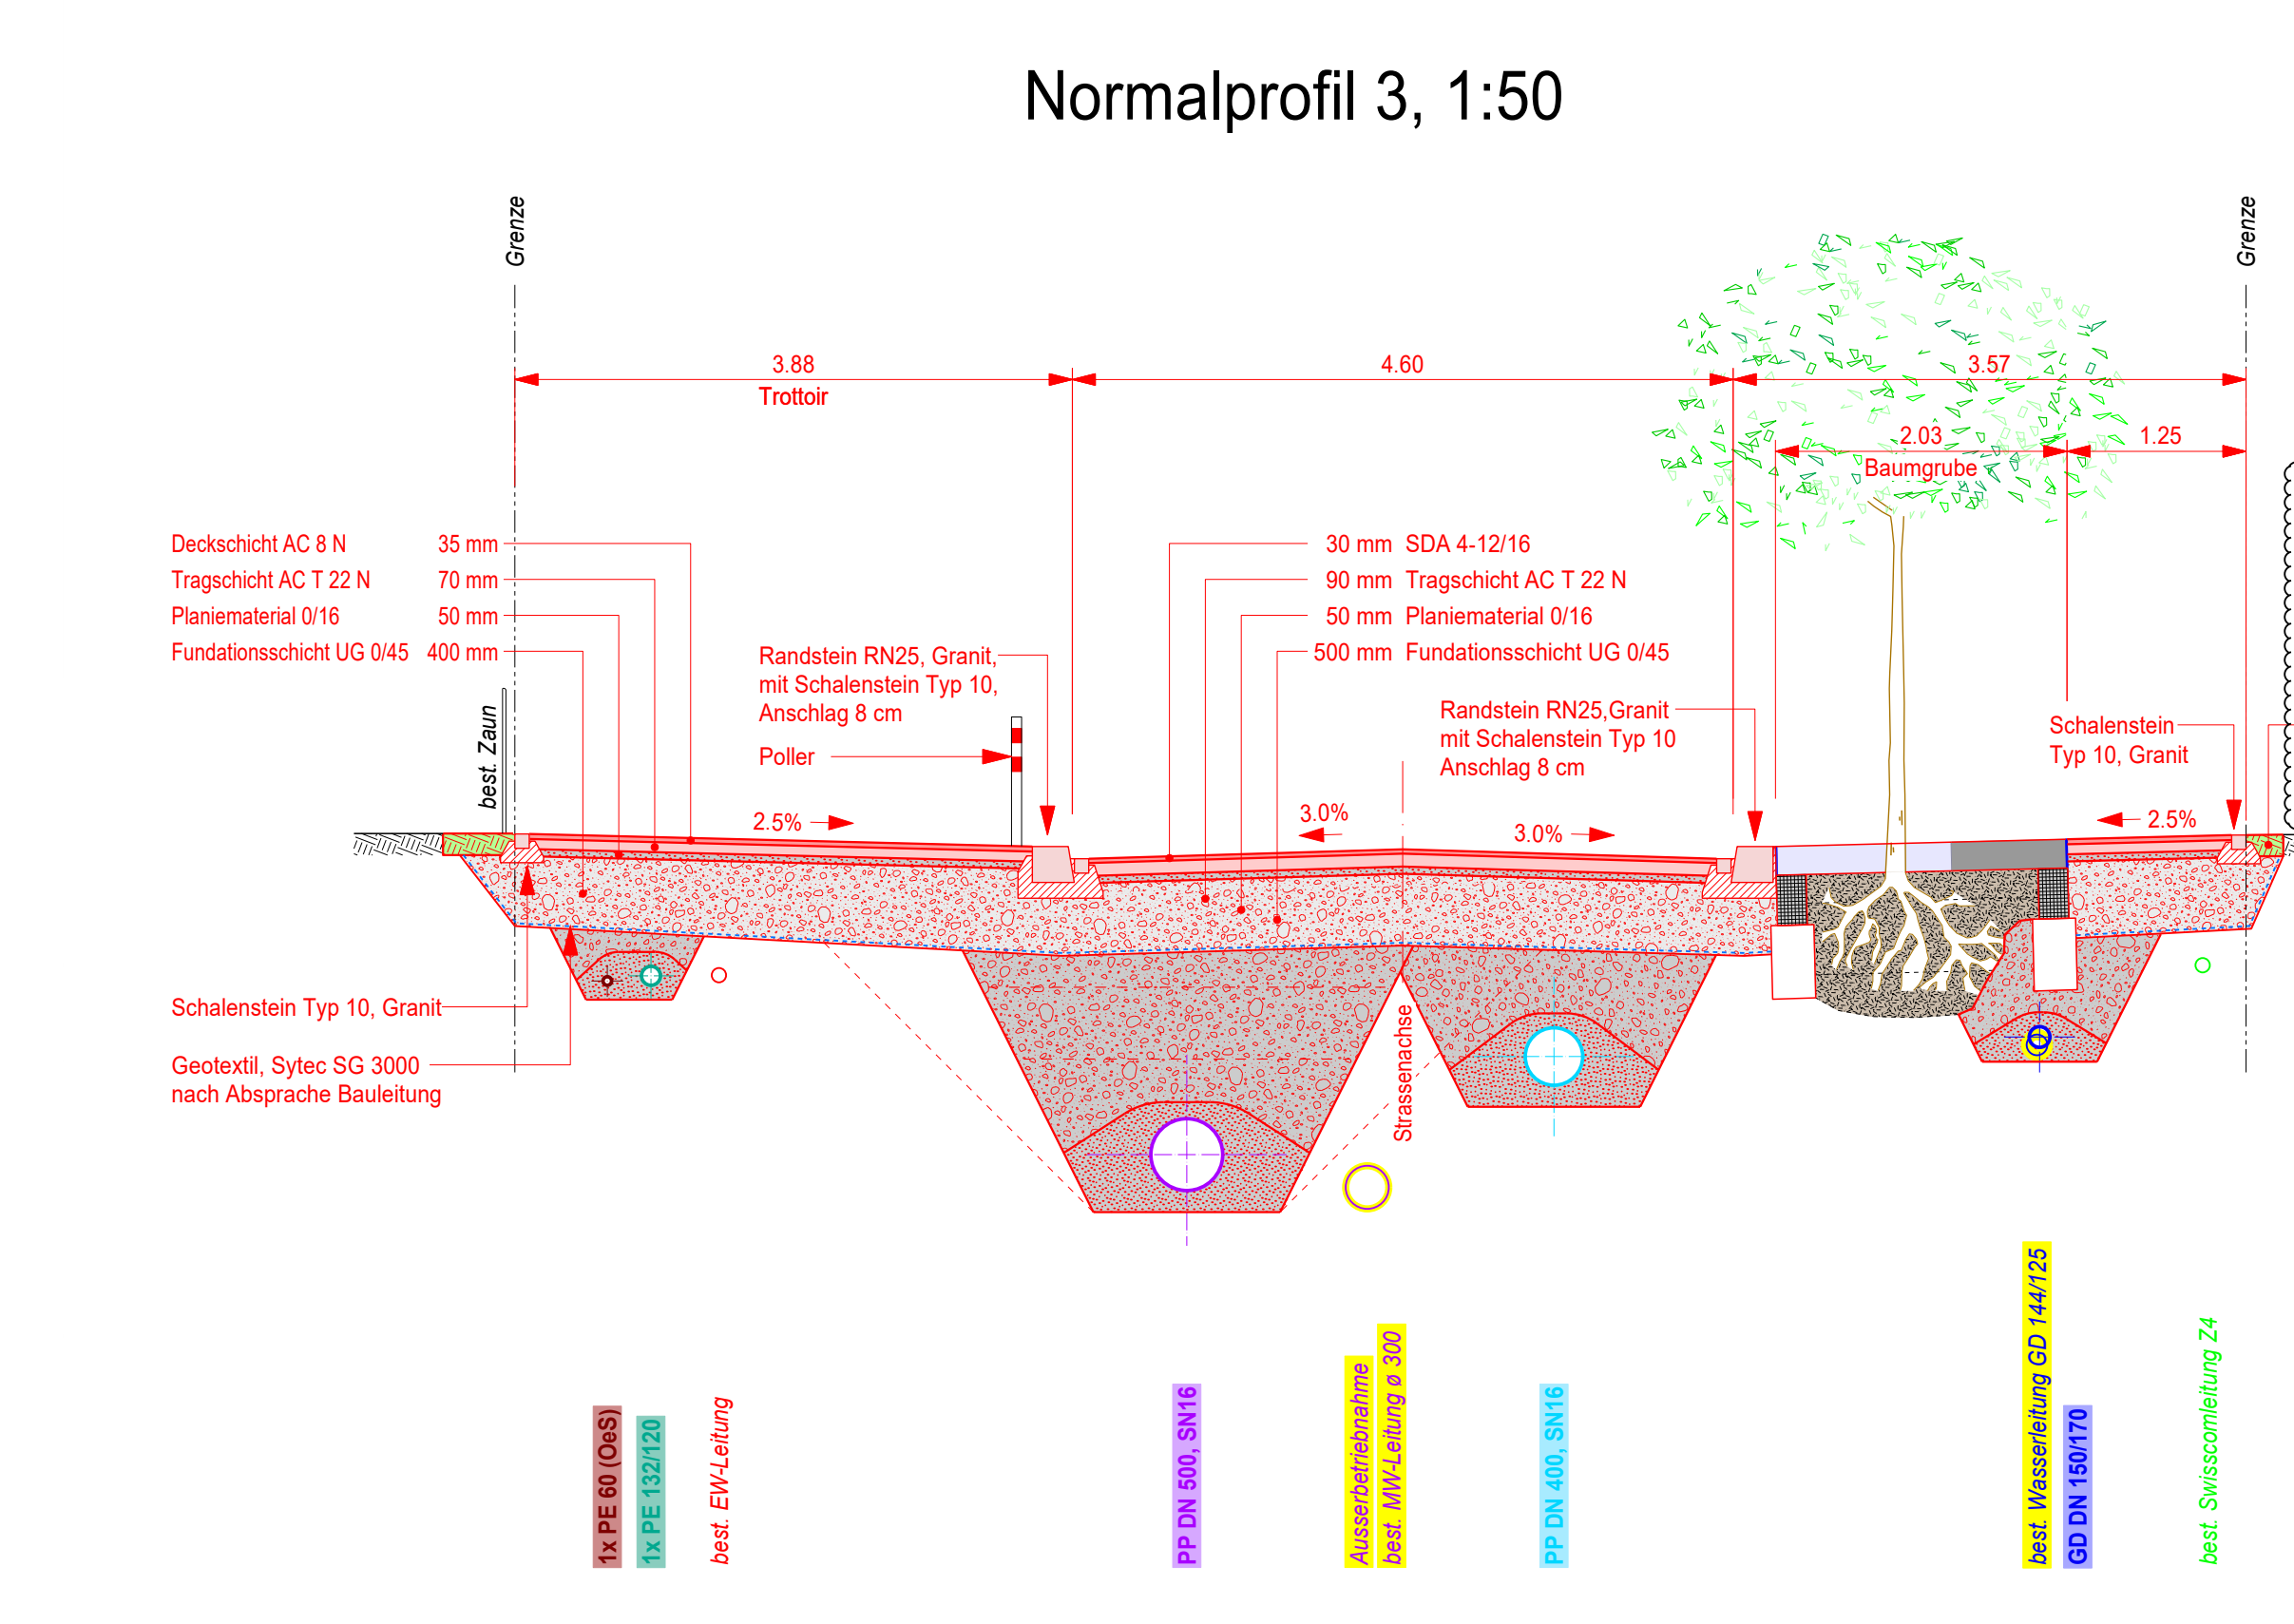 Normalprofil 3, 1:50
Grenze
Grenze
3.88
Trottoir
4.60
3.57
2.03
Baumgrube
1.25
Deckschicht AC 8 N 35 mm
Tragschicht AC T 22 N 70 mm
Planiematerial 0/16 50 mm
Fundationsschicht UG 0/45 400 mm
30 mm SDA 4-12/16
90 mm Tragschicht AC T 22 N
50 mm Planiematerial 0/16
500 mm Fundationsschicht UG 0/45
best. Zaun
Randstein RN25, Granit,
mit Schalenstein Typ 10,
Anschlag 8 cm
Poller
Randstein RN25,Granit
mit Schalenstein Typ 10
Anschlag 8 cm
Schalenstein
Typ 10, Granit
2.5%
3.0%
3.0%
2.5%
Schalenstein Typ 10, Granit
Geotextil, Sytec SG 3000
nach Absprache Bauleitung
Strassenachse
1x PE 60 (OeS)
1x PE 132/120
best. EW-Leitung
PP DN 500, SN16
Ausserbetriebnahme
best. MW-Leitung ø 300
PP DN 400, SN16
best. Wasserleitung GD 144/125
GD DN 150/170
best. Swisscomleitung Z4